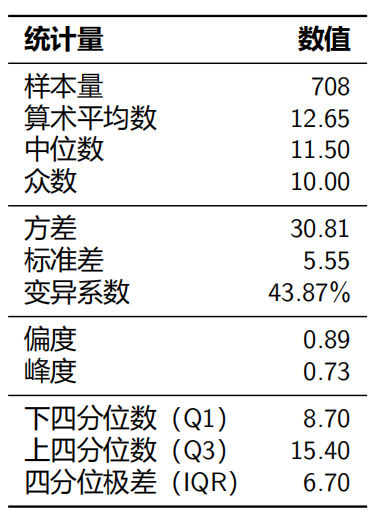 统计量 数值
样本量 708
算术平均数 12.65
中位数 11.50
众数 10.00
方差 30.81
标准差 5.55
变异系数 43.87%
偏度 0.89
峰度 0.73
下四分位数（Q1） 8.70
上四分位数（Q3） 15.40
四分位极差（IQR） 6.70